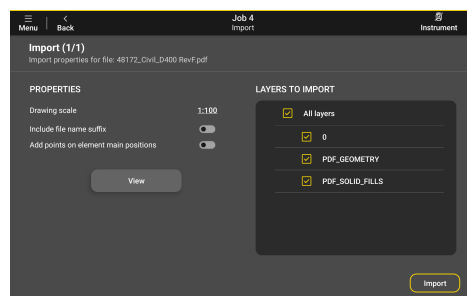 Menu
Back
Job 4
Import
Instrument
Import (1/1)
Import properties for file: 48172_Civil_D400 RevF.pdf
PROPERTIES
Drawing scale 1:100
Include file name suffix
Add points on element main positions
View
LAYERS TO IMPORT
All layers
0
PDF_GEOMETRY
PDF_SOLID_FILLS
Import